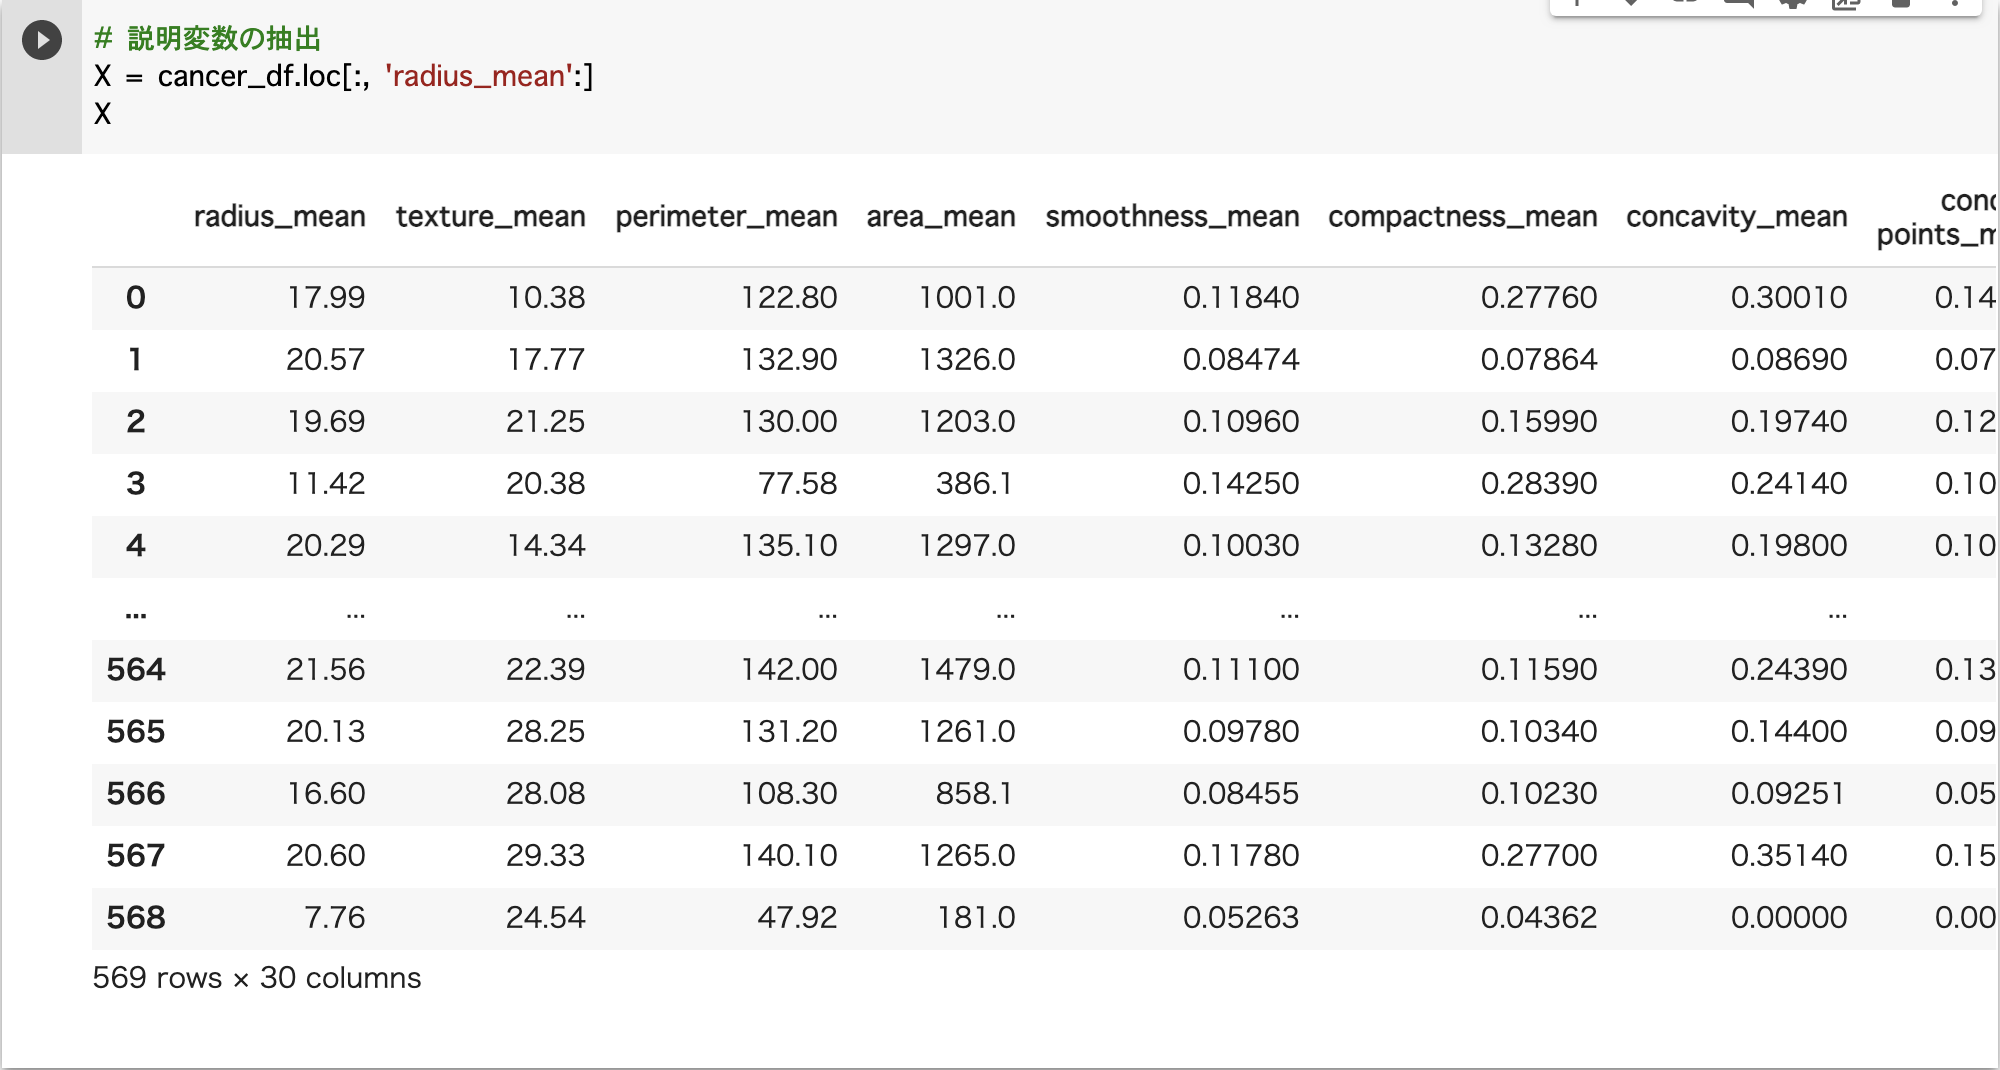 # 説明変数の抽出
X = cancer_df.loc[:, 'radius_mean':]
X
radius_mean texture_mean perimeter_mean area_mean smoothness_mean compactness_mean concavity_mean
0 17.99 10.38 122.80 1001.0 0.11840 0.27760 0.30010 0.14
1 20.57 17.77 132.90 1326.0 0.08474 0.07864 0.08690 0.07
2 19.69 21.25 130.00 1203.0 0.10960 0.15990 0.19740 0.12
3 11.42 20.38 77.58 386.1 0.14250 0.28390 0.24140 0.10
4 20.29 14.34 135.10 1297.0 0.10030 0.13280 0.19800 0.10
... ... ... ... ... ... ... ...
564 21.56 22.39 142.00 1479.0 0.11100 0.11590 0.24390 0.13
565 20.13 28.25 131.20 1261.0 0.09780 0.10340 0.14400 0.09
566 16.60 28.08 108.30 858.1 0.08455 0.10230 0.09251 0.05
567 20.60 29.33 140.10 1265.0 0.11780 0.27700 0.35140 0.15
568 7.76 24.54 47.92 181.0 0.05263 0.04362 0.00000 0.00
569 rows × 30 columns